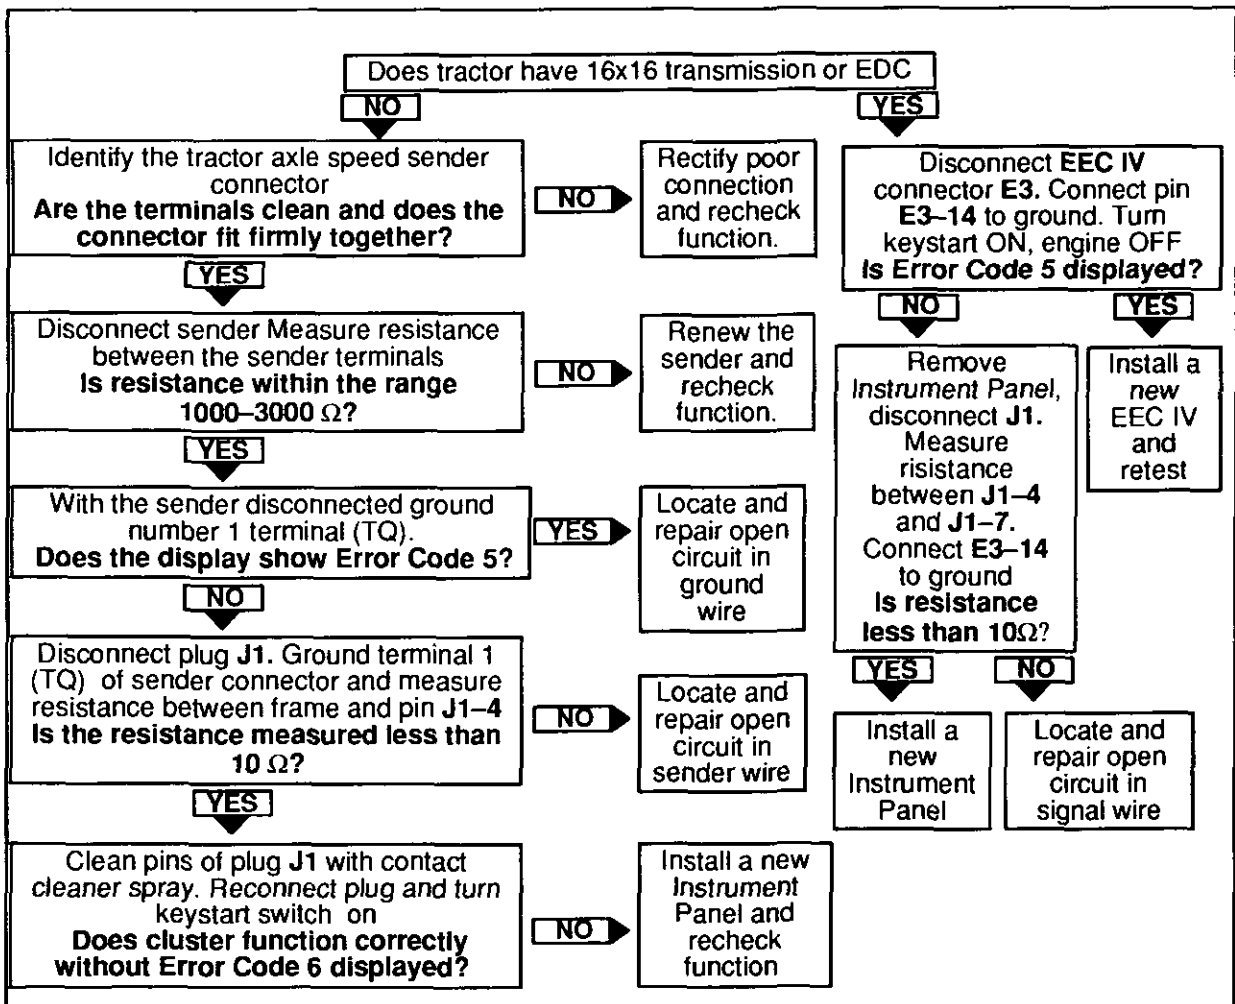 Does tractor have 16x16 transmission or EDC
NO
YES
Identify the tractor axle speed sender
connector
Are the terminals clean and does the
connector fit firmly together?
NO
Rectify poor
connection
and recheck
function.
YES
Disconnect sender Measure resistance
between the sender terminals
Is resistance within the range
1000–3000 Ω?
NO
Renew the
sender and
recheck
function.
YES
With the sender disconnected ground
number 1 terminal (TQ).
Does the display show Error Code 5?
YES
Locate and
repair open
circuit in
ground
wire
NO
Disconnect plug J1. Ground terminal 1
(TQ) of sender connector and measure
resistance between frame and pin J1–4
Is the resistance measured less than
10 Ω?
NO
Locate and
repair open
circuit in
sender wire
YES
Clean pins of plug J1 with contact
cleaner spray. Reconnect plug and turn
keystart switch on
Does cluster function correctly
without Error Code 6 displayed?
NO
Install a new
Instrument
Panel and
recheck
function
Disconnect EEC IV
connector E3. Connect pin
E3–14 to ground. Turn
keystart ON, engine OFF
Is Error Code 5 displayed?
NO
YES
Remove
Instrument Panel,
disconnect J1.
Measure
risistance
between J1–4
and J1–7.
Connect E3–14
to ground
Is resistance
less than 10Ω?
Install a
new
EEC IV
and
retest
YES
NO
Install a
new
Instrument
Panel
Locate and
repair open
circuit in
signal wire